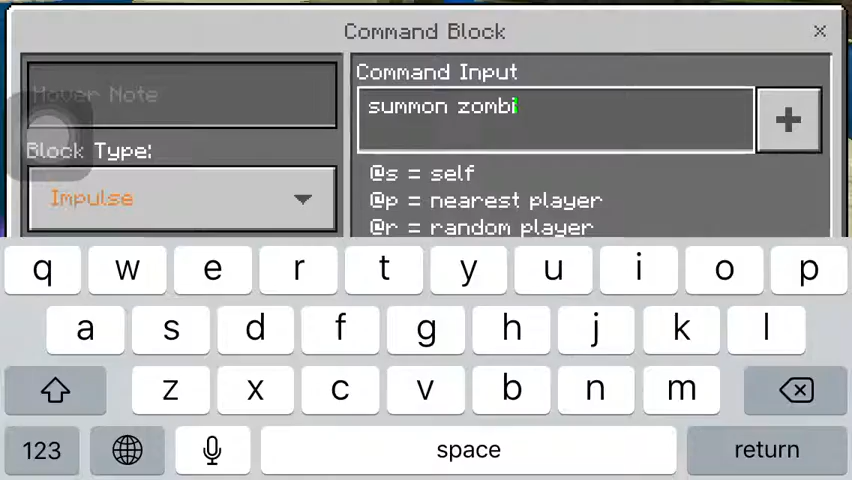 Command Block
Hover Note
Command Input
summon zombi
Block Type:
@s = self
Impulse
@p = nearest player
@r = random player
q w e r t y u i o p
a s d f g h j k l
z x c v b n m
123 space return